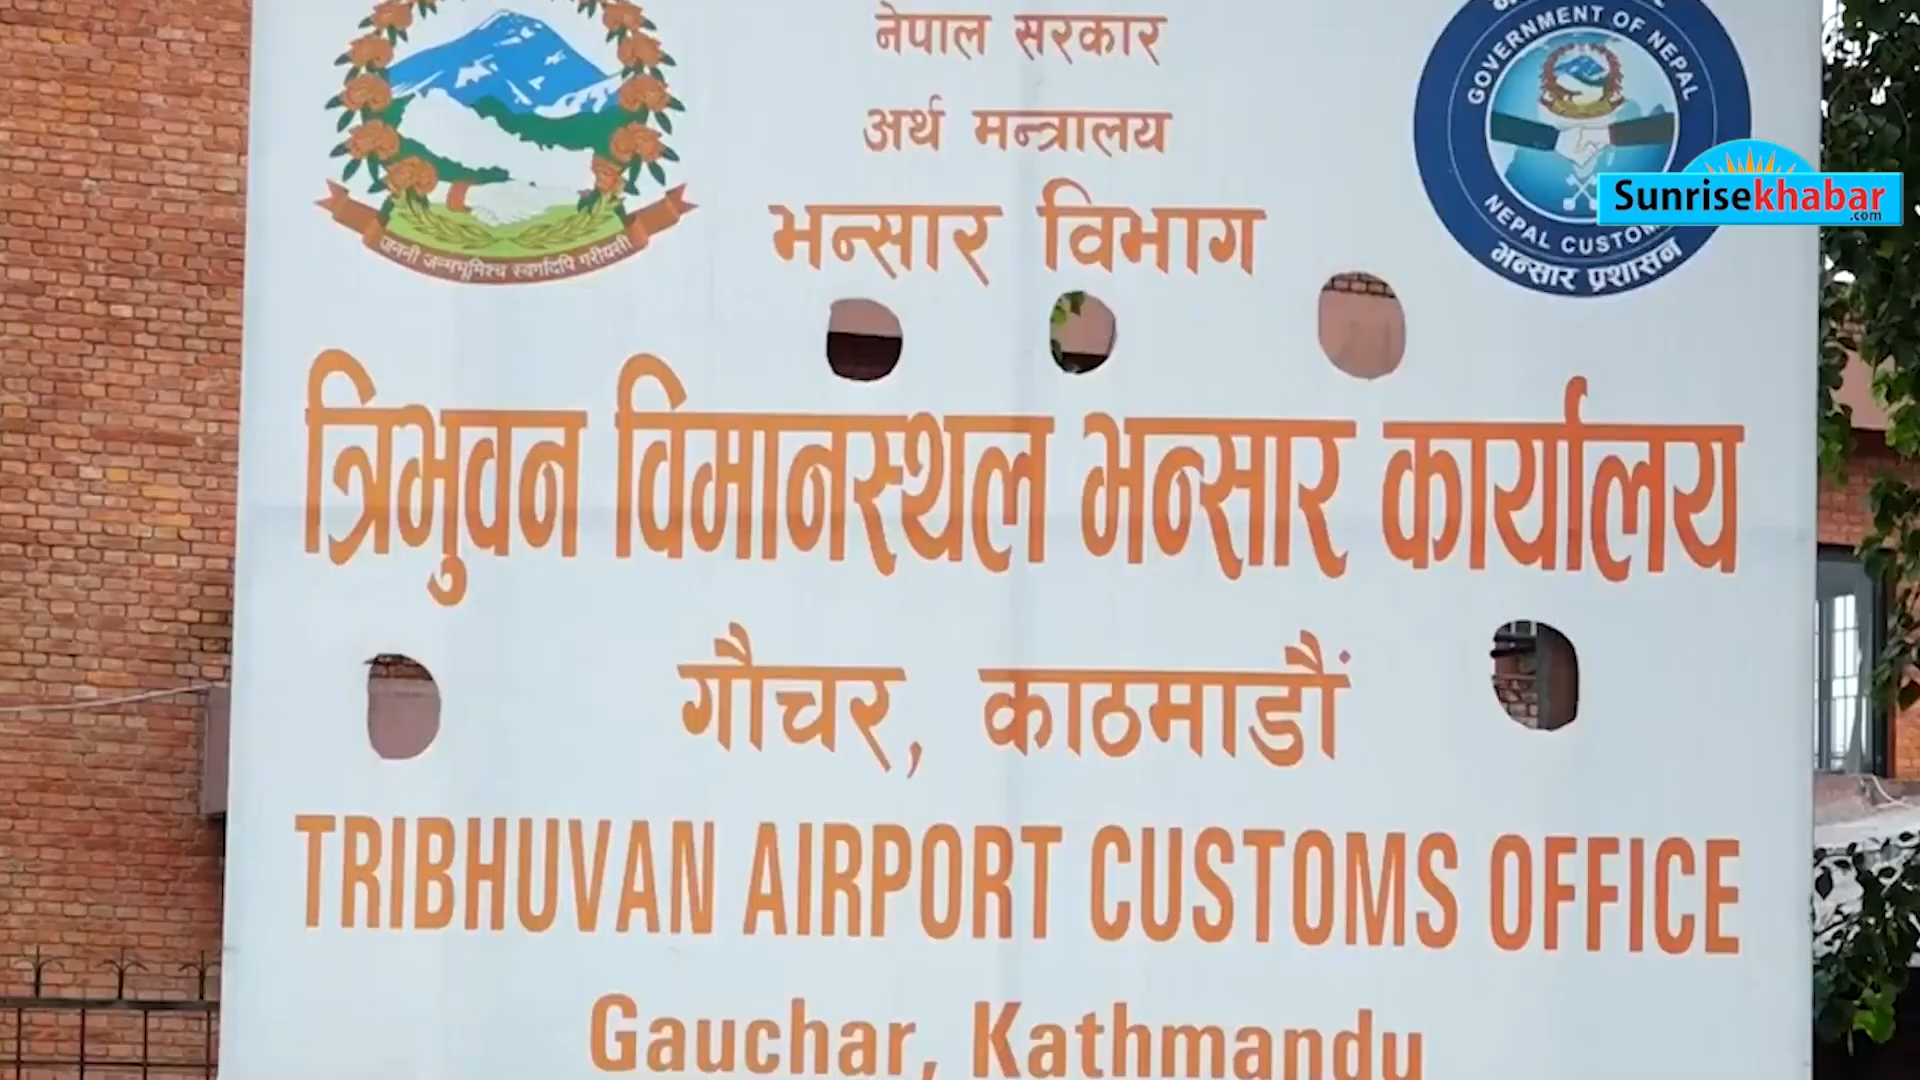 नेपाल सरकार
अर्थ मन्त्रालय
भन्सार विभाग
जननी जन्मभूमिश्च स्वर्गादपि गरीयसी
GOVERNMENT OF NEPAL
NEPAL CUSTOM
भन्सार प्रशासन
Sunrisekhabar
.com
त्रिभुवन विमानस्थल भन्सार कार्यालय
गौचर, काठमाडौं
TRIBHUVAN AIRPORT CUSTOMS OFFICE
Gauchar, Kathmandu